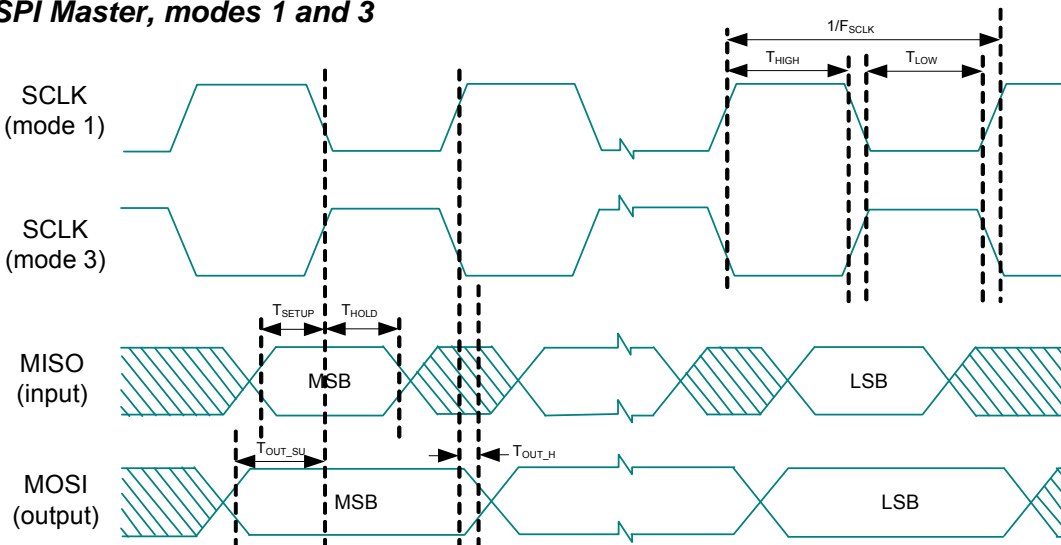 SPI Master, modes 1 and 3
1/FSCLK
THIGH
TLOW
SCLK
(mode 1)
SCLK
(mode 3)
TSETUP
THOLD
MISO
(input)
MSB
LSB
TOUT_SU
TOUT_H
MOSI
(output)
MSB
LSB